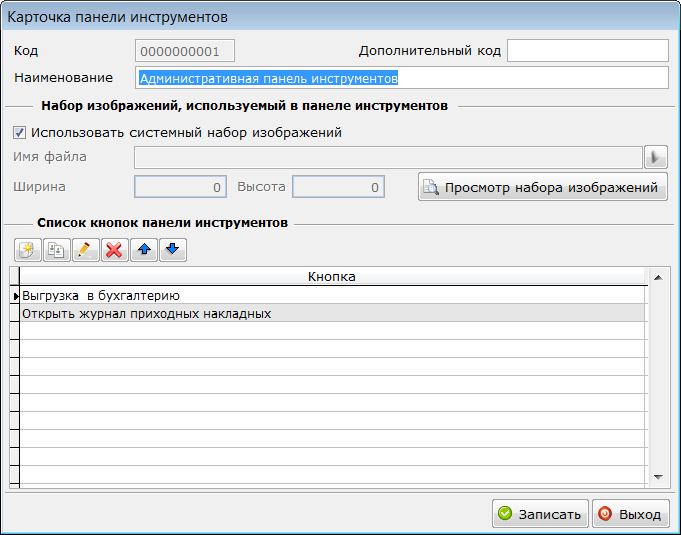 Карточка панели инструментов
Код 0000000001 Дополнительный код
Наименование Административная панель инструментов
Набор изображений, используемый в панеле инструментов
Использовать системный набор изображений
Имя файла
Ширина 0 Высота 0 Просмотр набора изображений
Список кнопок панели инструментов
Кнопка
Выгрузка в бухгалтерию
Открыть журнал приходных накладных
Записать Выход